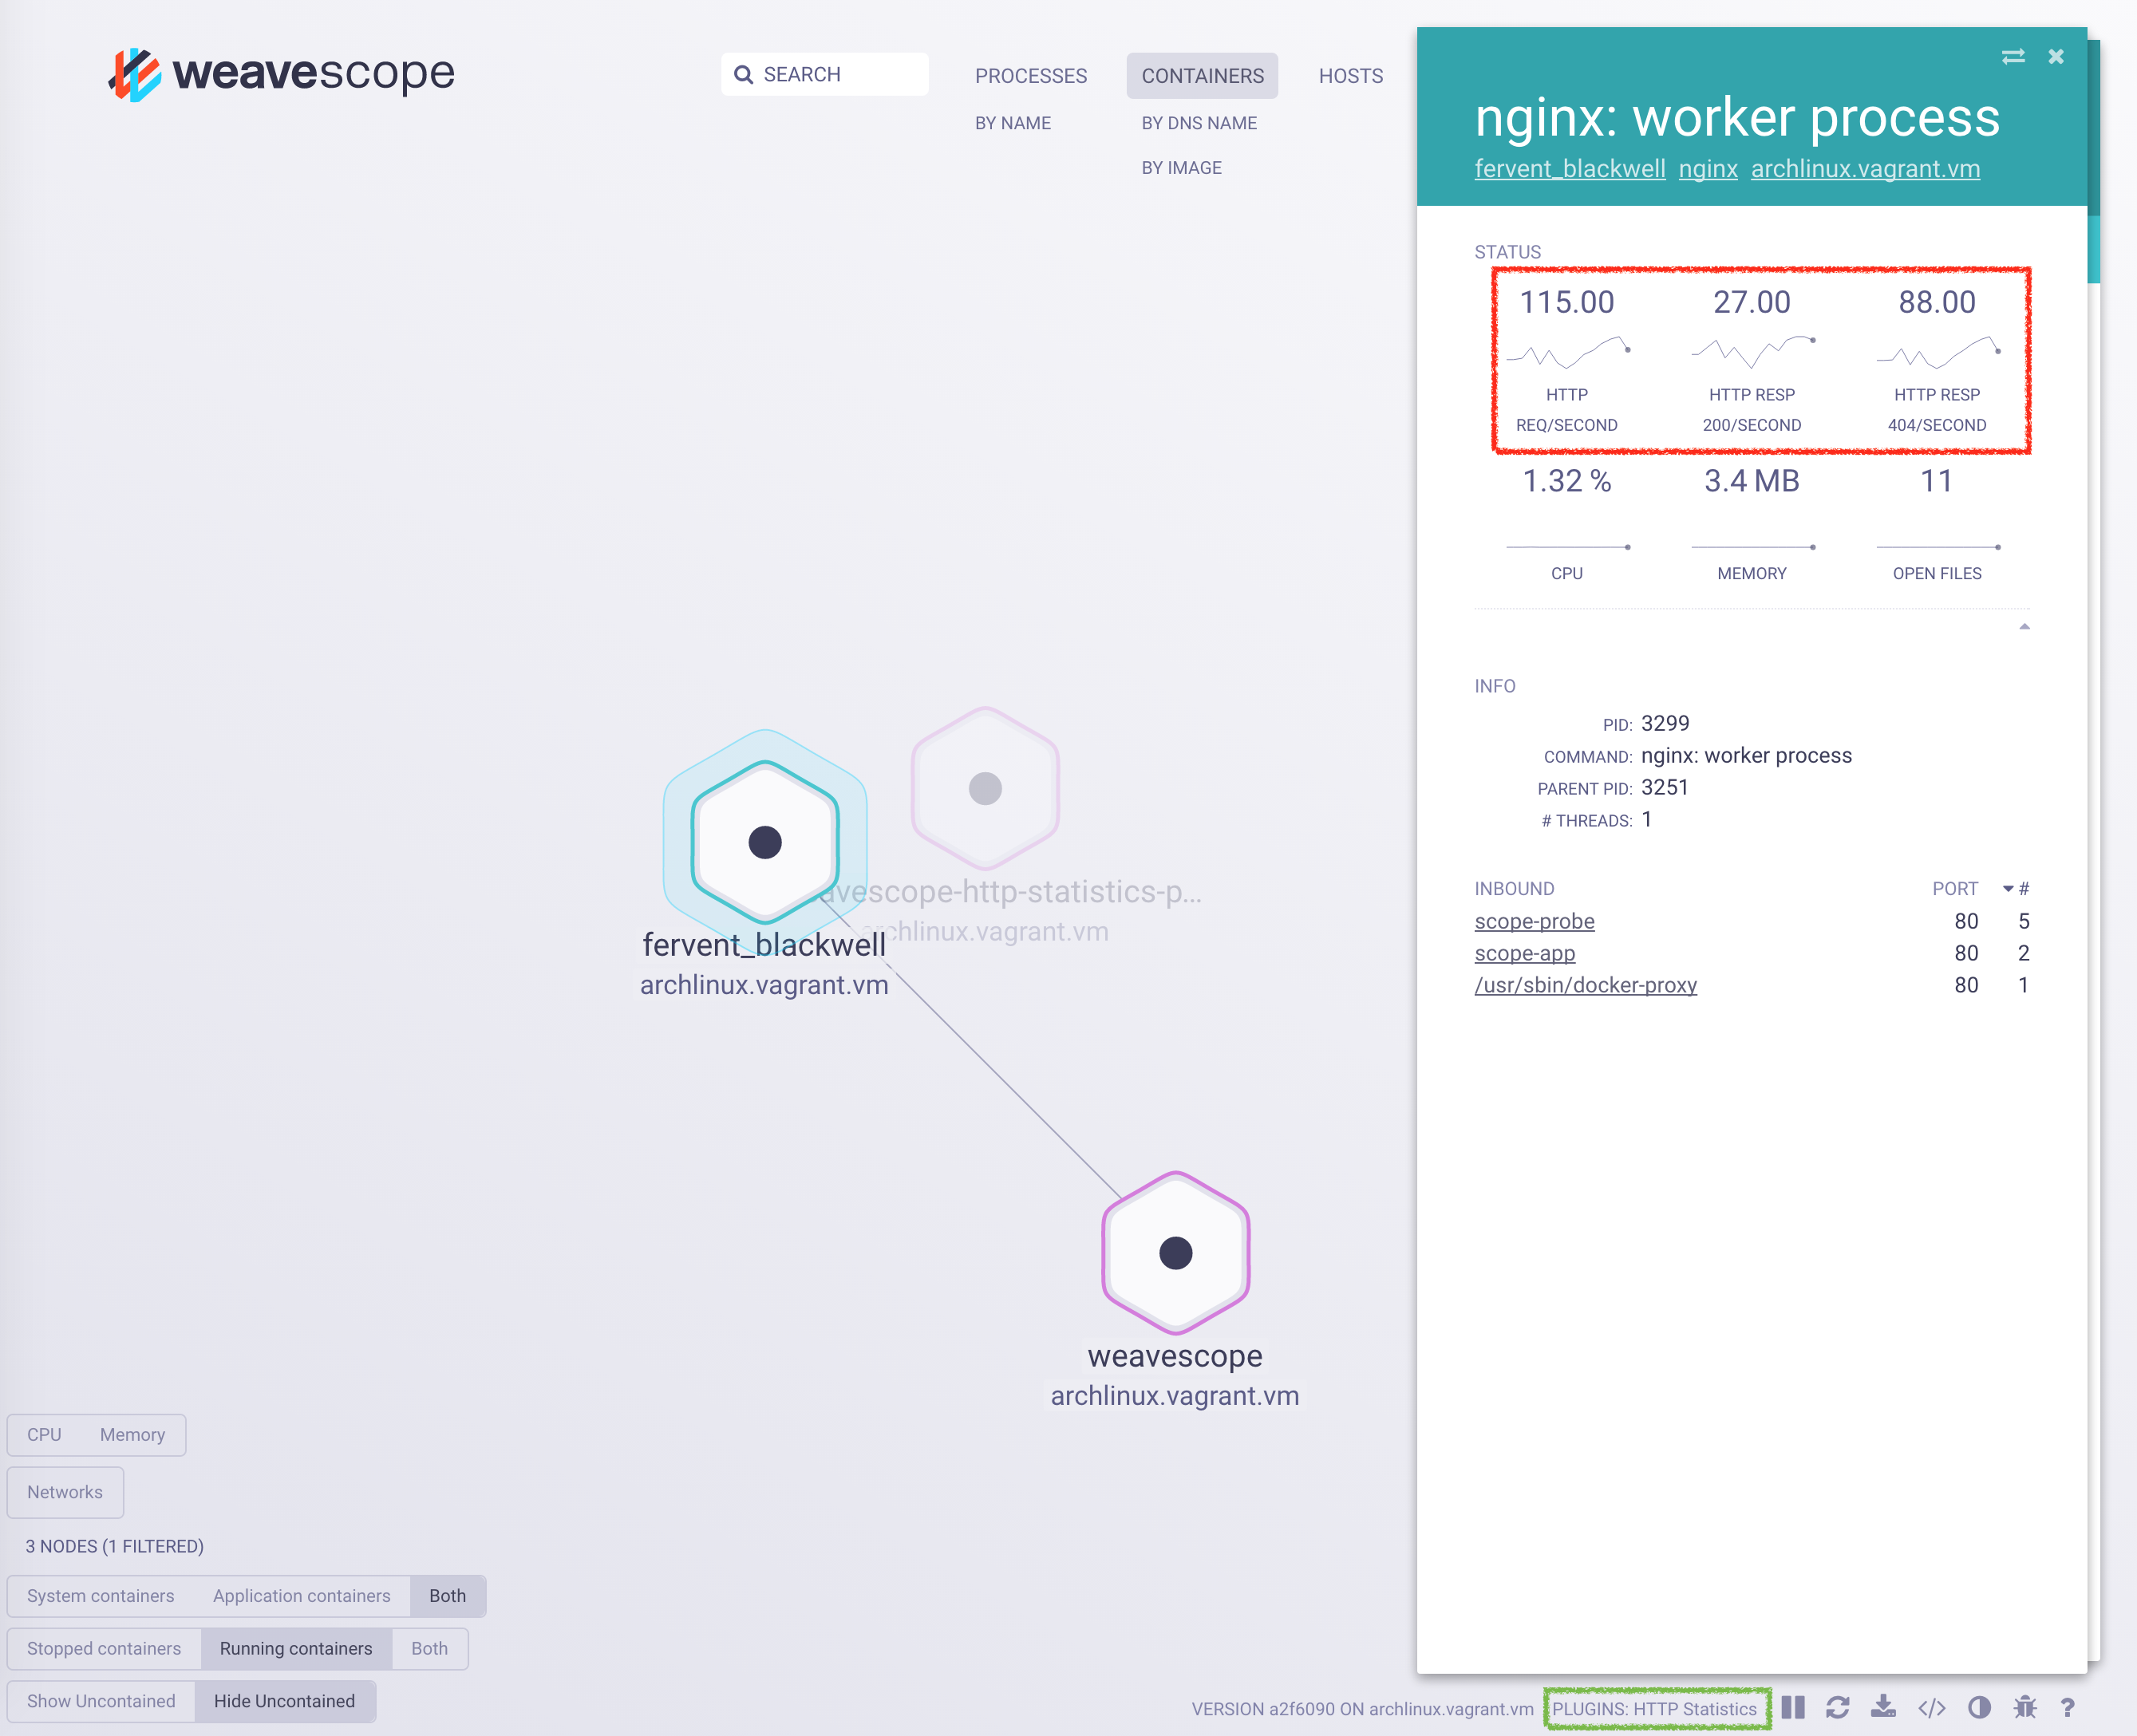 weavescope
SEARCH
PROCESSES
CONTAINERS
HOSTS
BY NAME
BY DNS NAME
BY IMAGE
nginx: worker process
fervent_blackwell nginx archlinux.vagrant.vm
STATUS
115.00 27.00 88.00
HTTP HTTP RESP HTTP RESP
REQ/SECOND 200/SECOND 404/SECOND
1.32 % 3.4 MB 11
CPU MEMORY OPEN FILES
INFO
PID: 3299
COMMAND: nginx: worker process
PARENT PID: 3251
# THREADS: 1
INBOUND PORT #
scope-probe 80 5
scope-app 80 2
/usr/sbin/docker-proxy 80 1
avescope-http-statistics-p...
archlinux.vagrant.vm
fervent_blackwell
archlinux.vagrant.vm
weavescope
archlinux.vagrant.vm
CPU Memory
Networks
3 NODES (1 FILTERED)
System containers Application containers Both
Stopped containers Running containers Both
Show Uncontained Hide Uncontained
VERSION a2f6090 ON archlinux.vagrant.vm PLUGINS: HTTP Statistics </> ?